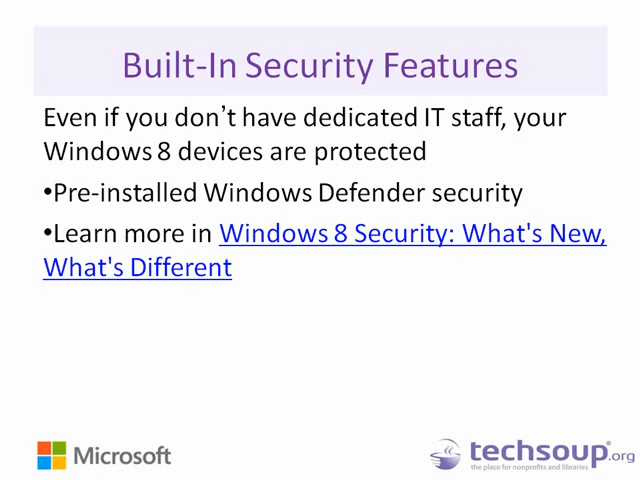 Built-In Security Features
Even if you don't have dedicated IT staff, your
Windows 8 devices are protected
•Pre-installed Windows Defender security
•Learn more in Windows 8 Security: What's New,
What's Different
Microsoft
techsoup®.org
the place for nonprofits and libraries